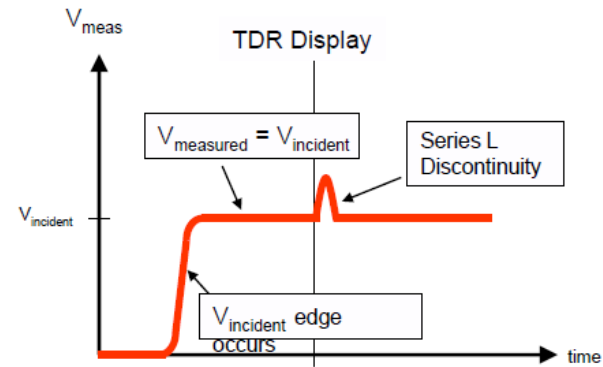 V_meas
TDR Display
V_measured = V_incident
Series L
Discontinuity
V_incident
V_incident edge
occurs
time